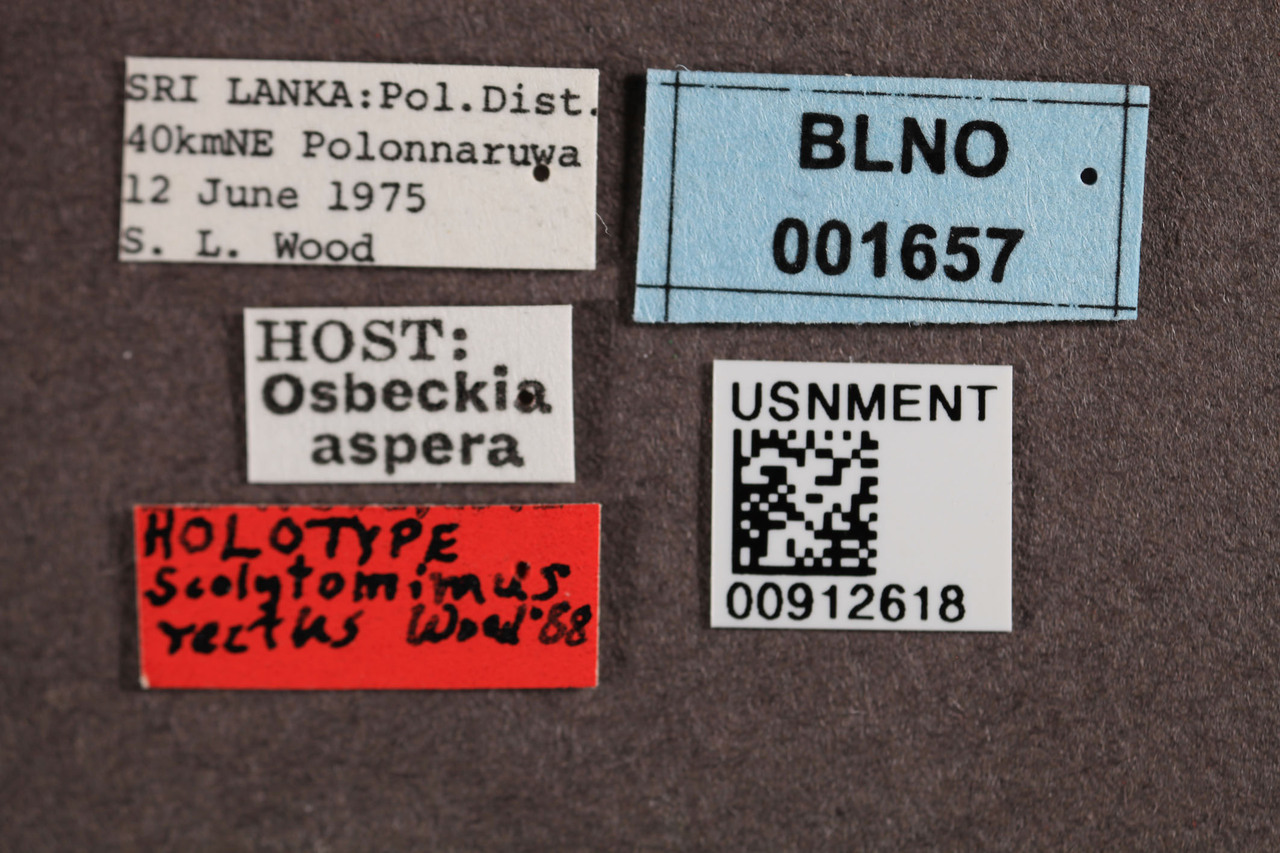 SRI LANKA:Pol.Dist.
40kmNE Polonnaruwa
12 June 1975
S. L. Wood
HOST:
Osbeckia
aspera
HOLOTYPE
Scolytomimus
rectus Wood '88
BLNO
001657
USNMENT
00912618